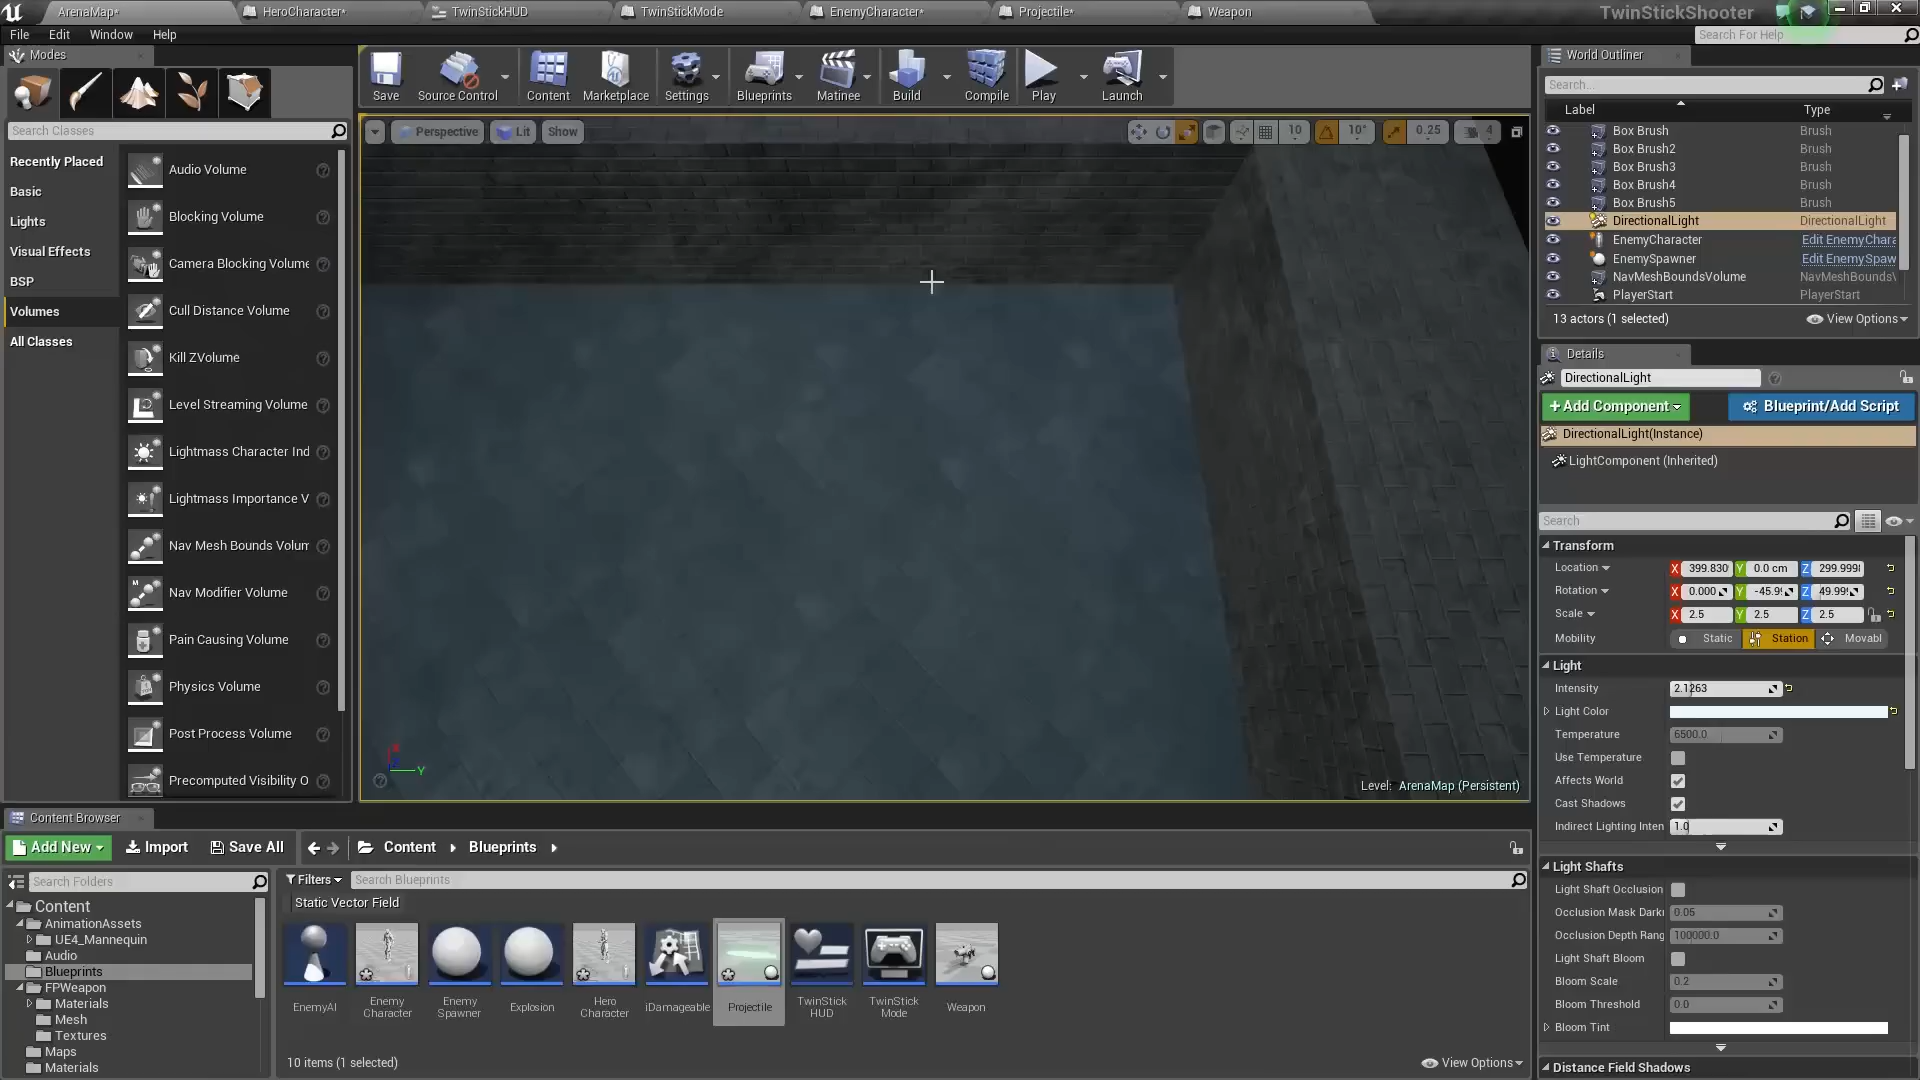 ArenaMap*
HeroCharacter*
TwinStickHUD
TwinStickMode
EnemyCharacter*
Projectile*
Weapon
TwinStickShooter
File Edit Window Help
Search For Help
Modes
Search Classes
Recently Placed
Basic
Lights
Visual Effects
BSP
Volumes
All Classes
Audio Volume
Blocking Volume
Camera Blocking Volume
Cull Distance Volume
Kill ZVolume
Level Streaming Volume
Lightmass Character Ind
Lightmass Importance V
Nav Mesh Bounds Volum
Nav Modifier Volume
Pain Causing Volume
Physics Volume
Post Process Volume
Precomputed Visibility O
Save
Source Control
Content
Marketplace
Settings
Blueprints
Matinee
Build
Compile
Play
Launch
Perspective
Lit
Show
10
10°
0.25
4
X
Y
Level: ArenaMap (Persistent)
World Outliner
Search...
Label Type
Box Brush Brush
Box Brush2 Brush
Box Brush3 Brush
Box Brush4 Brush
Box Brush5 Brush
DirectionalLight DirectionalLight
EnemyCharacter Edit EnemyChara
EnemySpawner Edit EnemySpaw
NavMeshBoundsVolume NavMeshBounds\
PlayerStart PlayerStart
13 actors (1 selected)
View Options
Details
DirectionalLight
+Add Component
Blueprint/Add Script
DirectionalLight(Instance)
LightComponent (Inherited)
Search
Transform
Location X 399.830 Y 0.0 cm Z 299.999
Rotation X 0.000 Y -45.9 Z 49.99
Scale X 2.5 Y 2.5 Z 2.5
Mobility Static Station Movabl
Light
Intensity 2.1263
Light Color
Temperature 6500.0
Use Temperature
Affects World
Cast Shadows
Indirect Lighting Inten 1.0
Light Shafts
Light Shaft Occlusion
Occlusion Mask Dark 0.05
Occlusion Depth Rang 100000.0
Light Shaft Bloom
Bloom Scale 0.2
Bloom Threshold 0.0
Bloom Tint
Distance Field Shadows
Content Browser
Add New
Import
Save All
Content
Blueprints
Search Folders
Filters
Search Blueprints
Static Vector Field
Content
AnimationAssets
UE4_Mannequin
Audio
Blueprints
FPWeapon
Materials
Mesh
Textures
Maps
Materials
EnemyAI
Enemy
Character
Enemy
Spawner
Explosion
Hero
Character
iDamageable
Projectile
TwinStick
HUD
TwinStick
Mode
Weapon
10 items (1 selected)
View Options